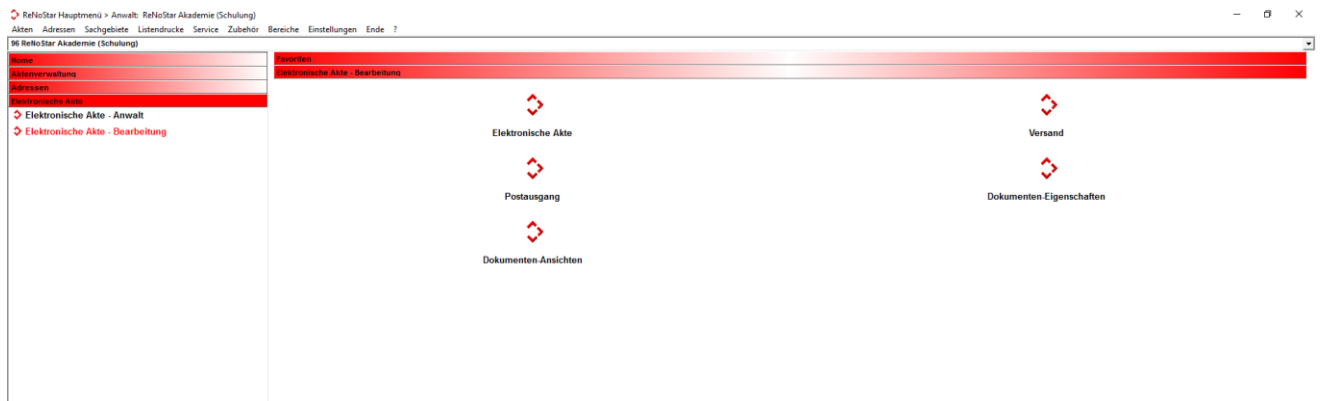 ReNoStar Hauptmenü > Anwalt: ReNoStar Akademie (Schulung)
Akten Adressen Sachgebiete Listendrucke Service Zubehör Bereiche Einstellungen Ende ?
96 ReNoStar Akademie (Schulung)
Home
Aktenverwaltung
Adressen
Elektronische Akte
Elektronische Akte - Anwalt
Elektronische Akte - Bearbeitung
Favoriten
Elektronische Akte - Bearbeitung
Elektronische Akte
Versand
Postausgang
Dokumenten-Eigenschaften
Dokumenten-Ansichten